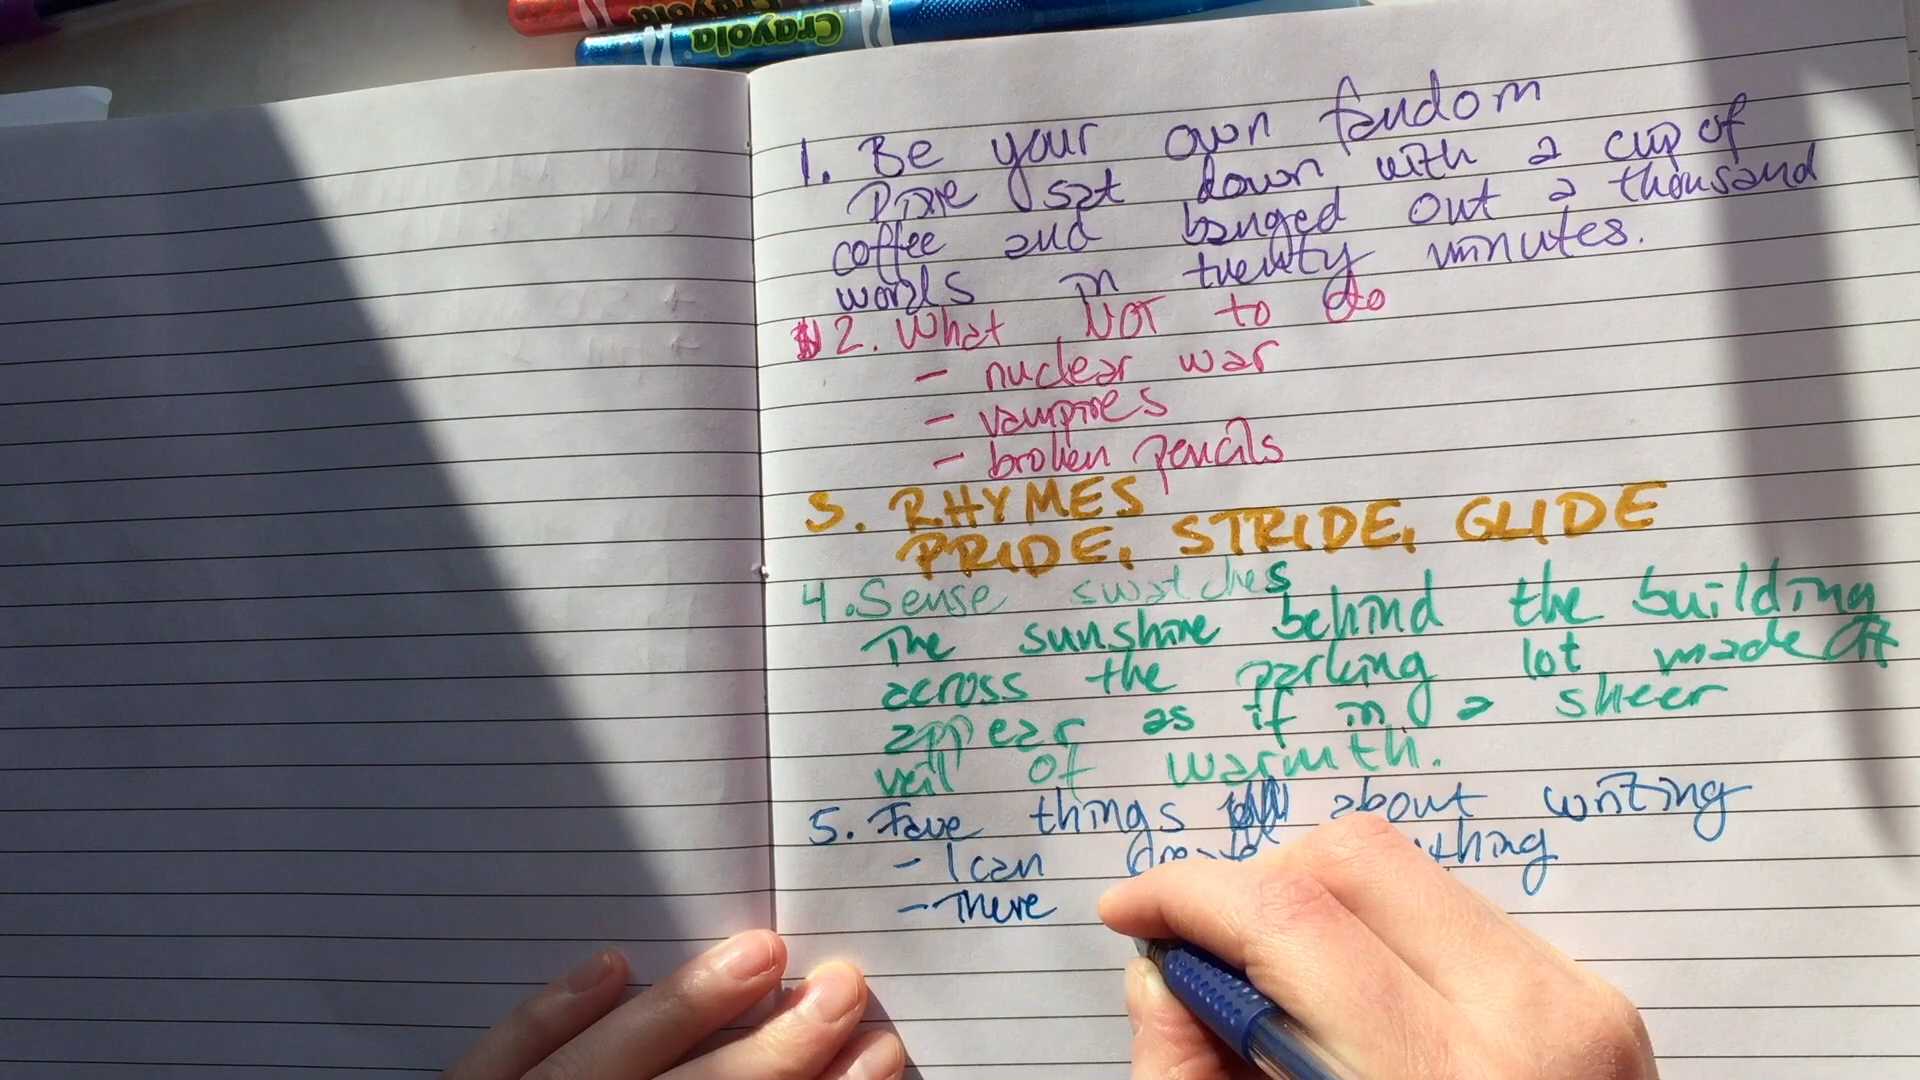 Crayola
Crayola
1. Be your own fandom
Pixie sat down with a cup of
coffee and banged out a thousand
words in twenty minutes.
2. What NOT to do
- nuclear war
- vampires
- broken pencils
3. RHYMES
PRIDE, STRIDE, GLIDE
4. Sense swatches
The sunshine behind the building
across the parking lot made it
appear as if in a sheer
veil of warmth.
5. Fave things about writing
- I can
- There